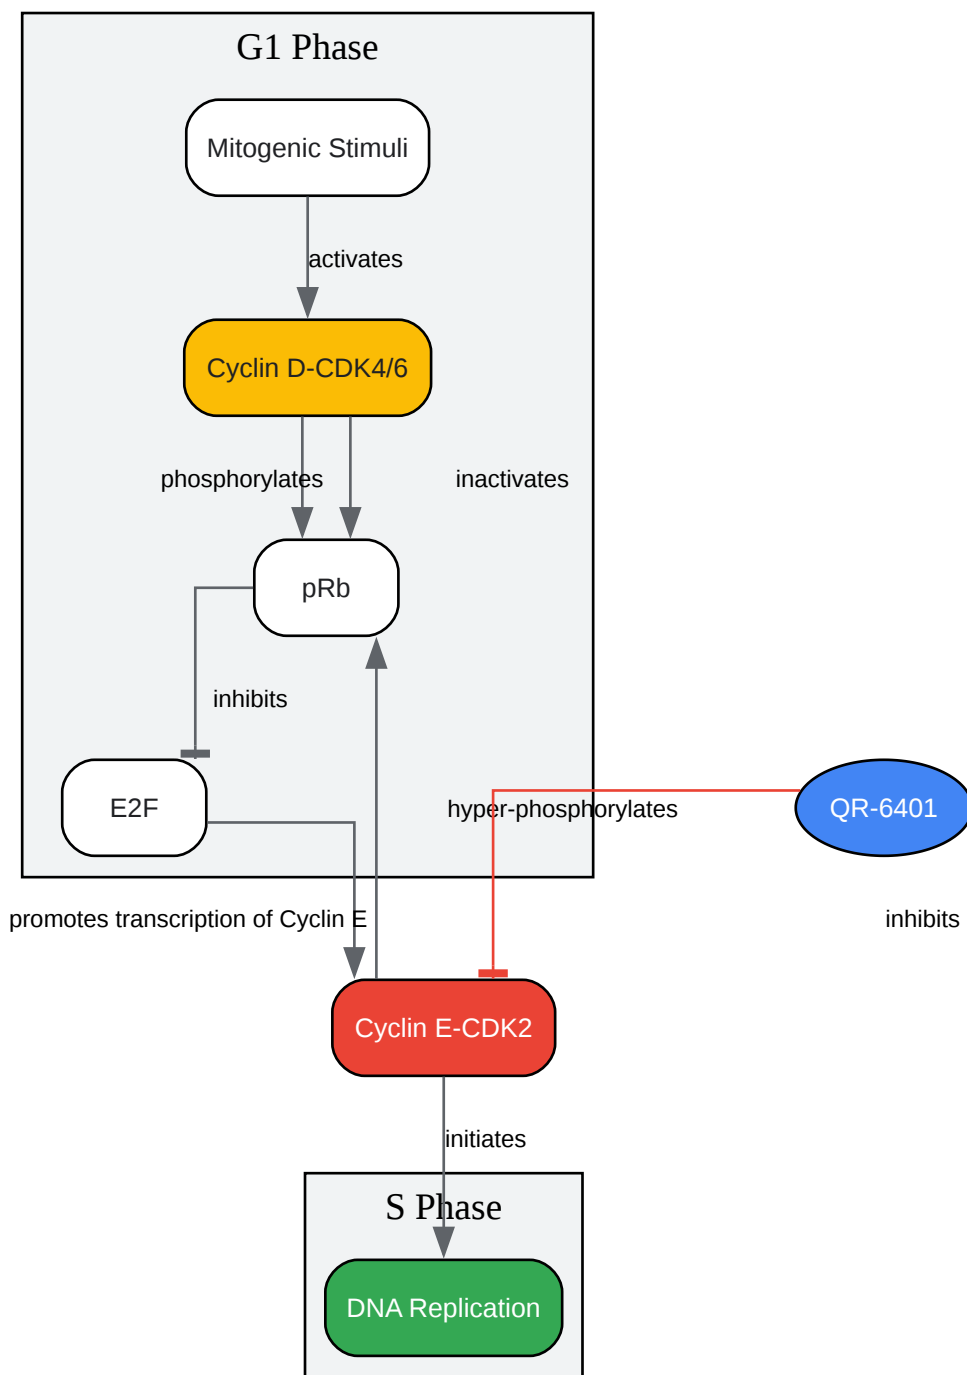 G1 Phase
Mitogenic Stimuli
activates
Cyclin D-CDK4/6
phosphorylates
inactivates
pRb
inhibits
E2F
hyper-phosphorylates
QR-6401
promotes transcription of Cyclin E
inhibits
Cyclin E-CDK2
initiates
S Phase
DNA Replication